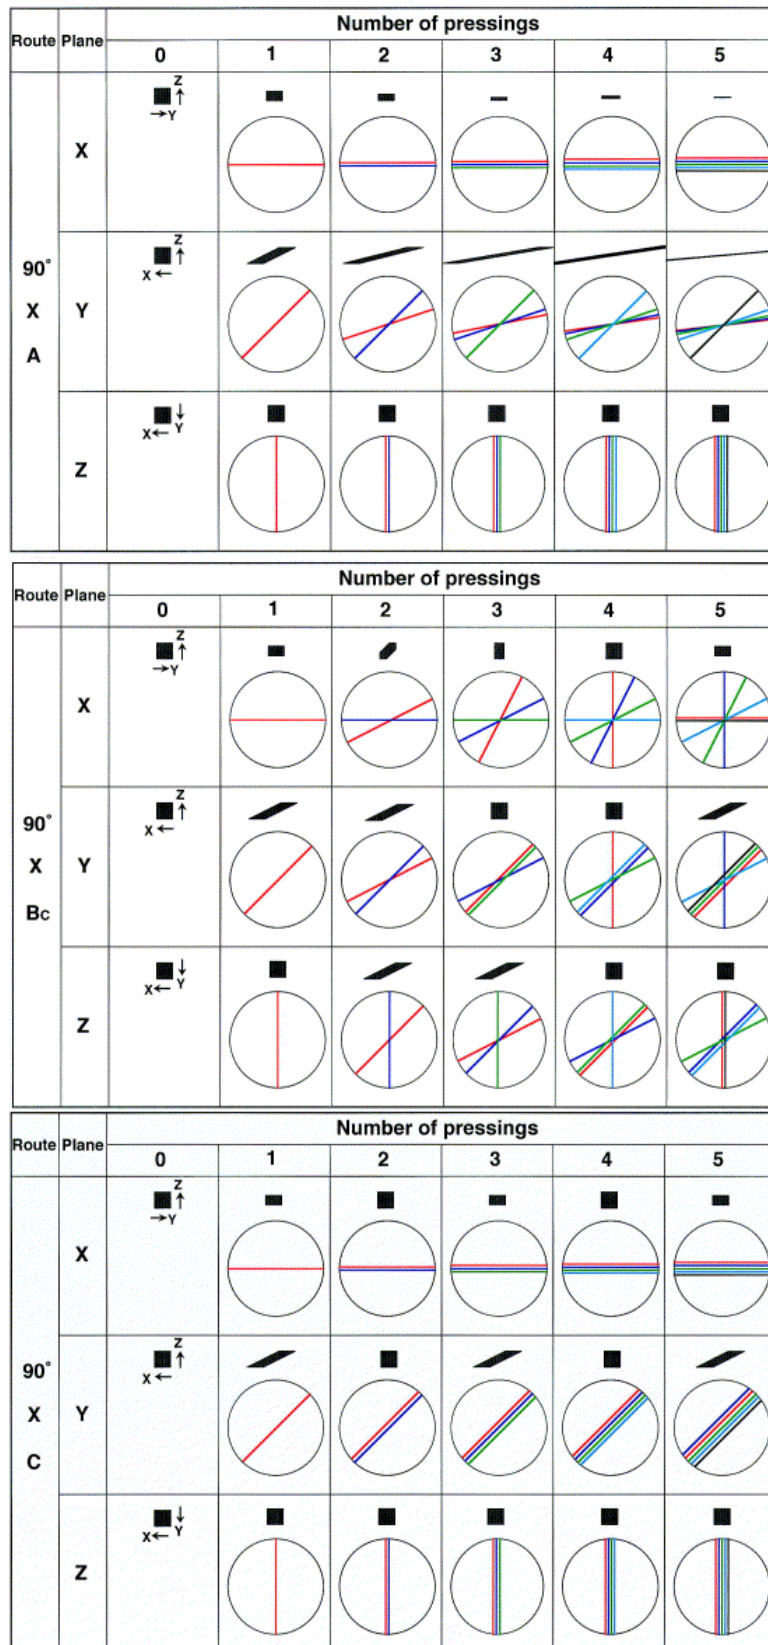 Route Plane Number of pressings
0 1 2 3 4 5
Z
→Y
X
Z
X ←
90°
X
A
Y
X← Y
Z
Route Plane Number of pressings
0 1 2 3 4 5
Z
→Y
X
Z
X ←
90°
X
Bc
Y
X← Y
Z
Route Plane Number of pressings
0 1 2 3 4 5
Z
→Y
X
Z
X ←
90°
X
C
Y
X← Y
Z